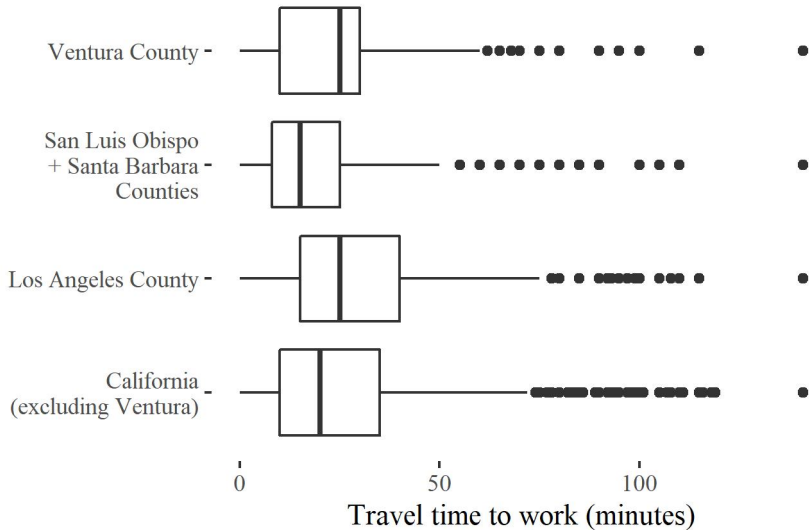 Ventura County
San Luis Obispo
+ Santa Barbara
Counties
Los Angeles County
California
(excluding Ventura)
0 50 100
Travel time to work (minutes)